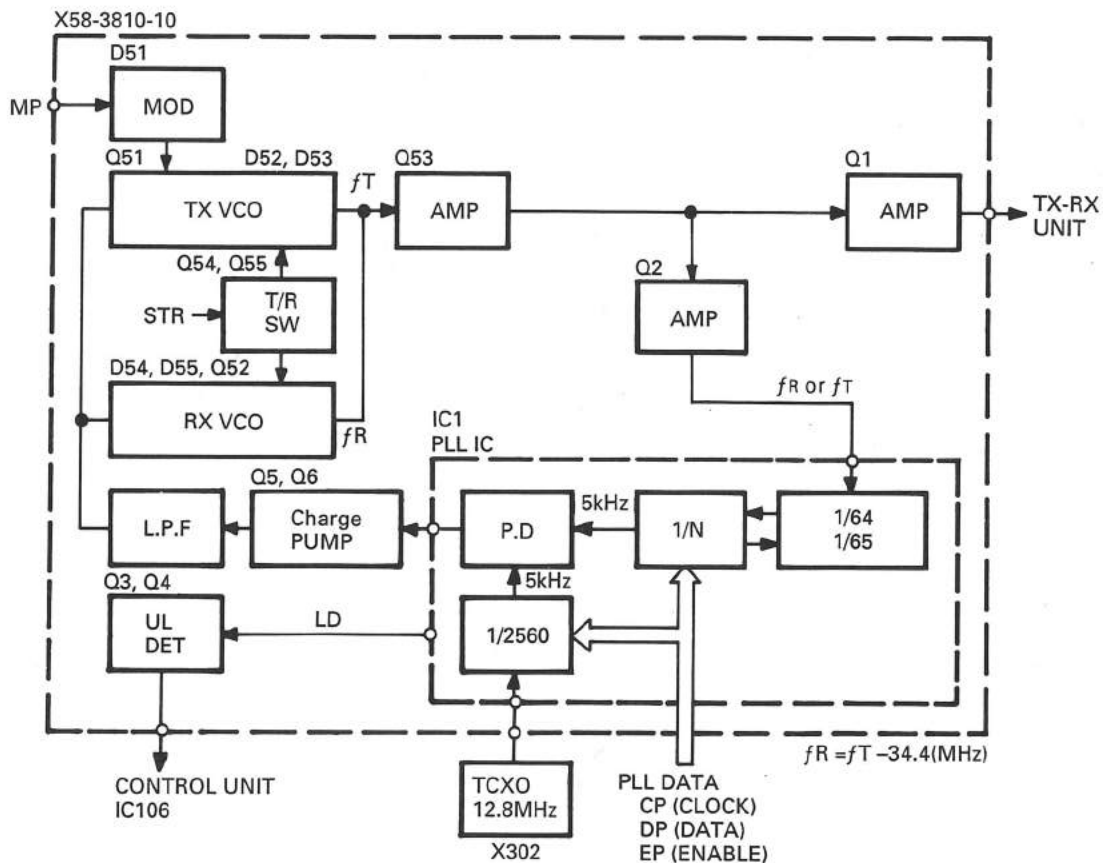 X58-3810-10
D51
MP
MOD
Q51
D52, D53
TX VCO
fT
Q53
AMP
Q1
AMP
TX-RX
UNIT
Q54, Q55
STR
T/R
SW
Q2
AMP
D54, D55, Q52
RX VCO
fR
fR or fT
IC1
PLL IC
Q5, Q6
L.P.F
Charge
PUMP
P.D
5kHz
1/N
1/64
1/65
5kHz
Q3, Q4
UL
DET
LD
1/2560
fR = fT -34.4(MHz)
CONTROL UNIT
IC106
TCXO
12.8MHz
X302
PLL DATA
CP (CLOCK)
DP (DATA)
EP (ENABLE)